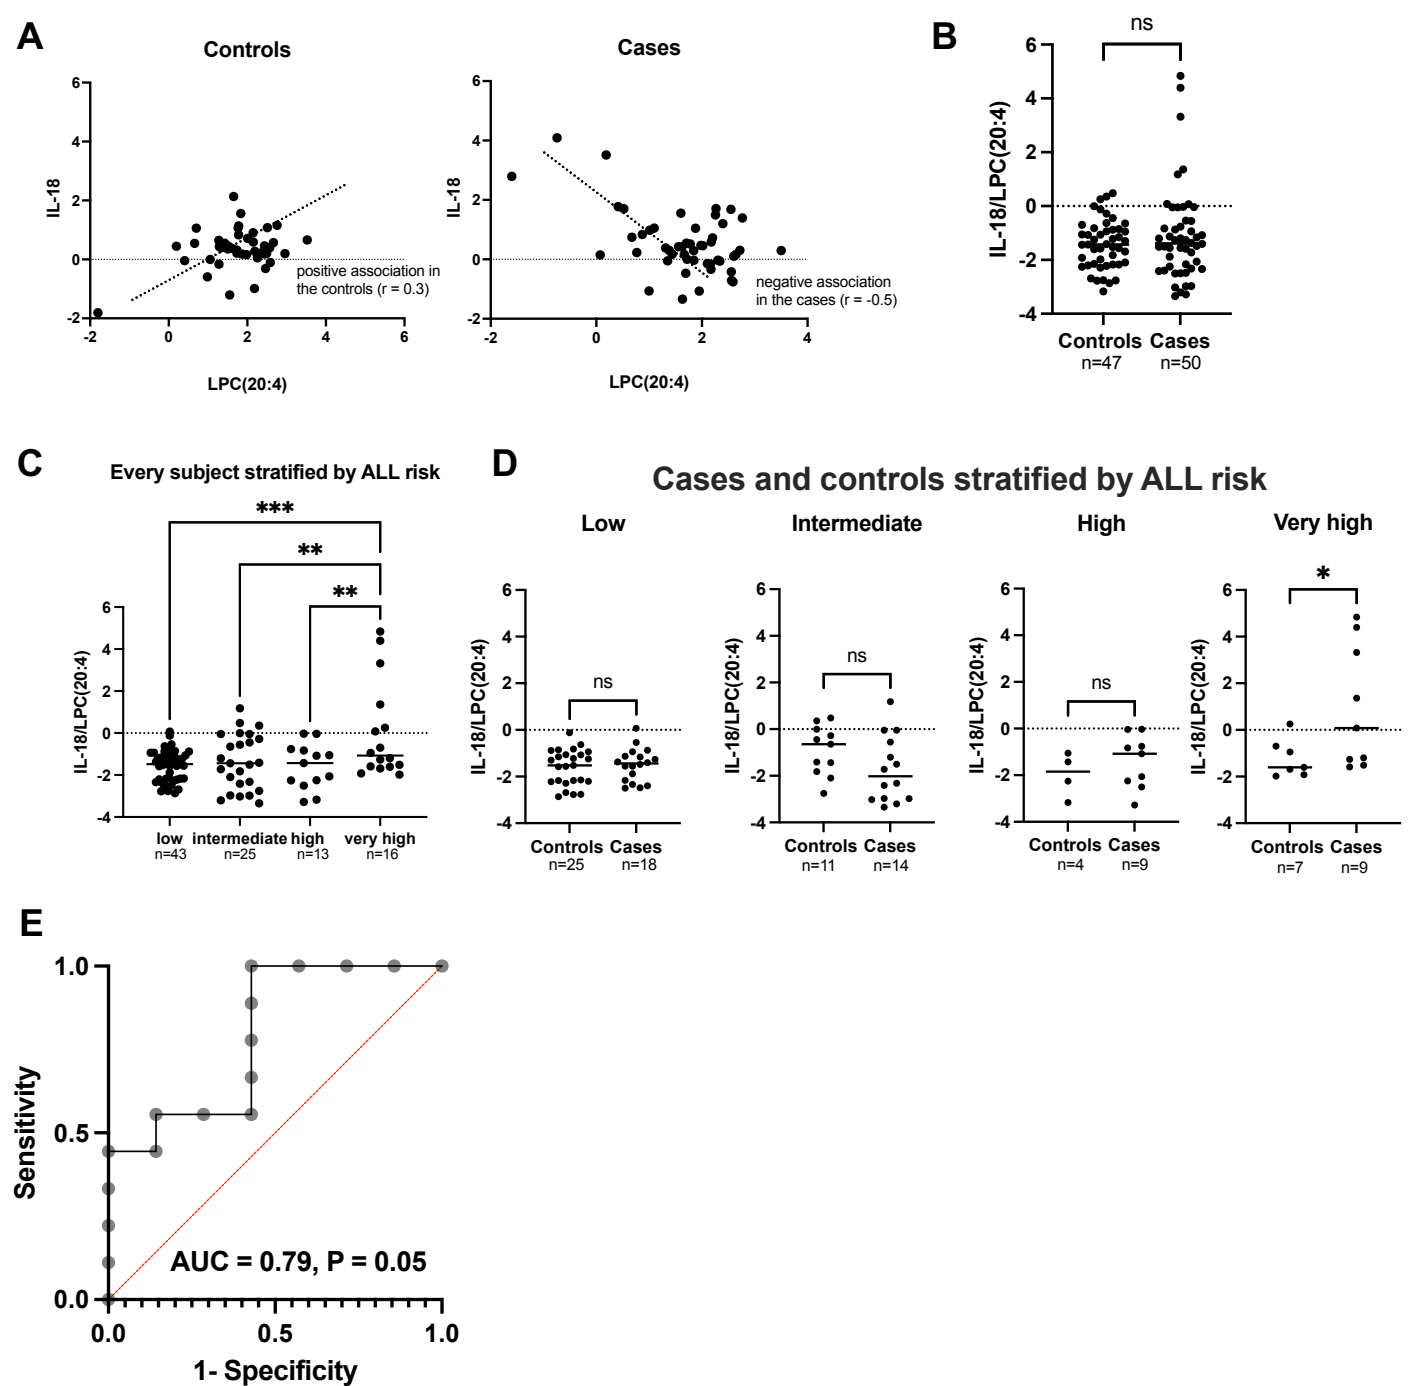 A
Controls
6
4
2
0
-2
IL-18
-2
0
2
4
6
LPC(20:4)
positive association in
the controls (r = 0.3)
Cases
6
4
2
0
-2
IL-18
-2
0
2
4
LPC(20:4)
negative association
in the cases (r = -0.5)
B
ns
6
4
2
0
-2
-4
IL-18/LPC(20:4)
Controls Cases
n=47 n=50
C
Every subject stratified by ALL risk
***
**
**
6
4
2
0
-2
-4
IL-18/LPC(20:4)
low intermediate high very high
n=43 n=25 n=13 n=16
D
Cases and controls stratified by ALL risk
Low
ns
6
4
2
0
-2
-4
IL-18/LPC(20:4)
Controls Cases
n=25 n=18
Intermediate
ns
6
4
2
0
-2
-4
IL-18/LPC(20:4)
Controls Cases
n=11 n=14
High
ns
6
4
2
0
-2
-4
IL-18/LPC(20:4)
Controls Cases
n=4 n=9
Very high
*
6
4
2
0
-2
-4
IL-18/LPC(20:4)
Controls Cases
n=7 n=9
E
1.0
0.5
0.0
Sensitivity
AUC = 0.79, P = 0.05
0.0
0.5
1.0
1- Specificity